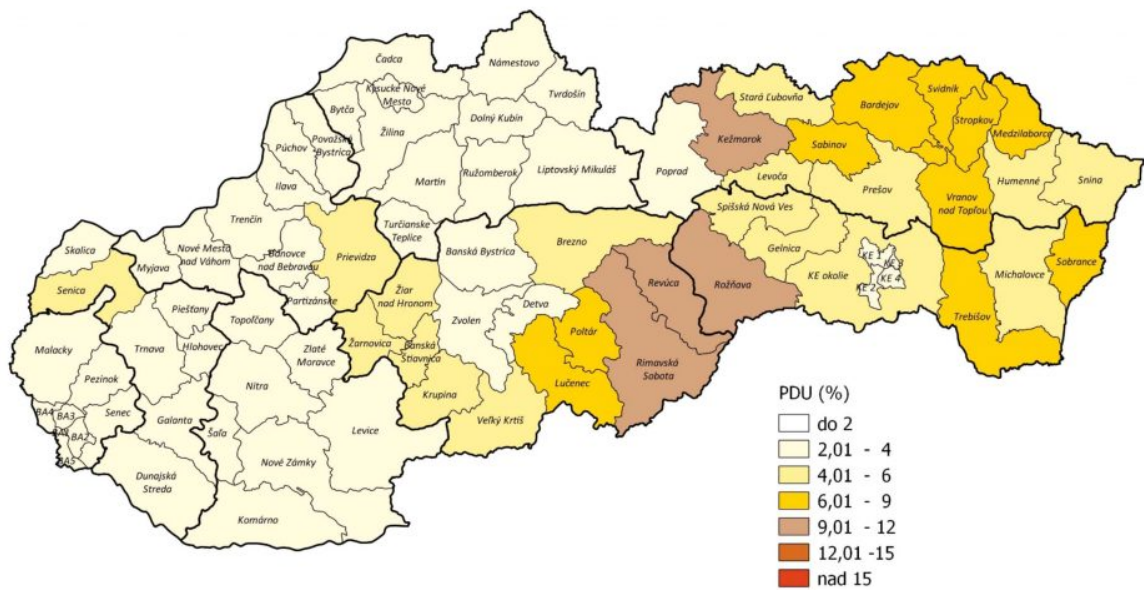 Čadca
Námestovo
Kysucké Nové
Mesto
Tvrdošín
Bytča
Považská
Bystrica
Žilina
Dolný Kubín
Púchov
Stará Ľubovňa
Kežmarok
Bardejov
Svidník
Stropkov
Medzilaborce
Sabinov
Ilava
Martin
Ružomberok
Liptovský Mikuláš
Poprad
Levoča
Prešov
Humenné
Snina
Vranov
nad Topľou
Trenčín
Turčianske
Teplice
Spišská Nová Ves
Skalica
Myjava
Nové Mesto
nad Váhom
Bánovce
nad Bebravou
Prievidza
Banská Bystrica
Brezno
Gelnica
KE okolie
KE 1
KE 3
KE 4
KE 2
Michalovce
Sobrance
Senica
Piešťany
Partizánske
Topoľčany
Žiar
nad Hronom
Detva
Revúca
Rožňava
Trebišov
Zvolen
Poltár
Malacky
Trnava
Hlohovec
Zlaté
Moravce
Žarnovica
Banská
Štiavnica
Rimavská
Sobota
Pezinok
Nitra
Krupina
Lučenec
BA4
BA3
Senec
Galanta
Šaľa
Levice
Veľký Krtíš
BA2
BA5
Nové Zámky
Dunajská
Streda
Komárno
PDU (%)
do 2
2,01 - 4
4,01 - 6
6,01 - 9
9,01 - 12
12,01 -15
nad 15